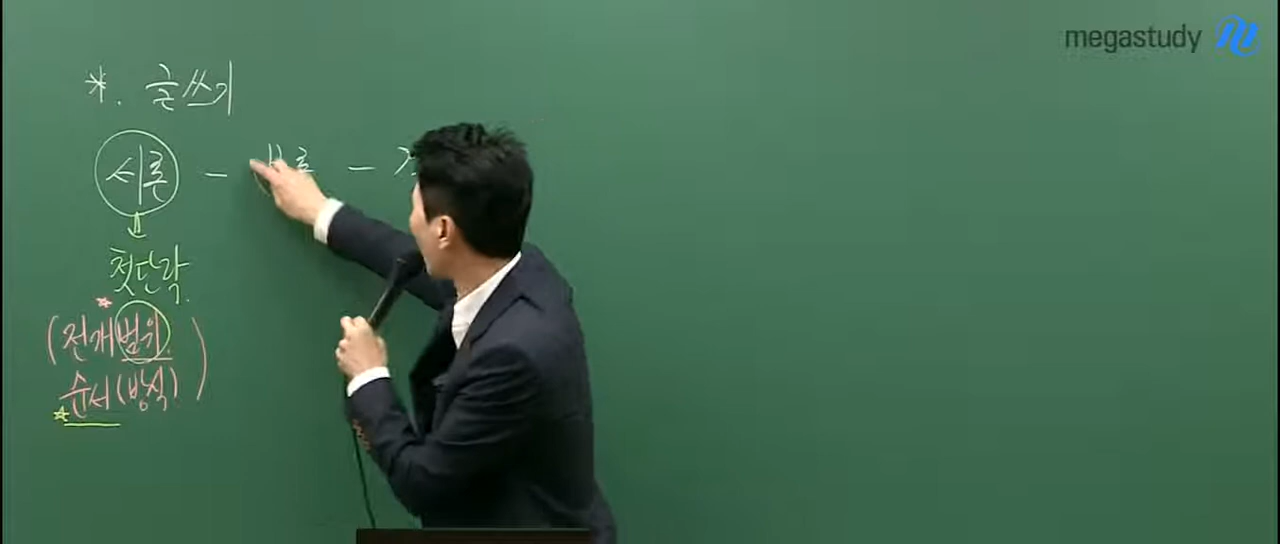 megastudy
*. 글쓰기
서론 - 본론 -
첫단락.
(전개범위
순서(방식))